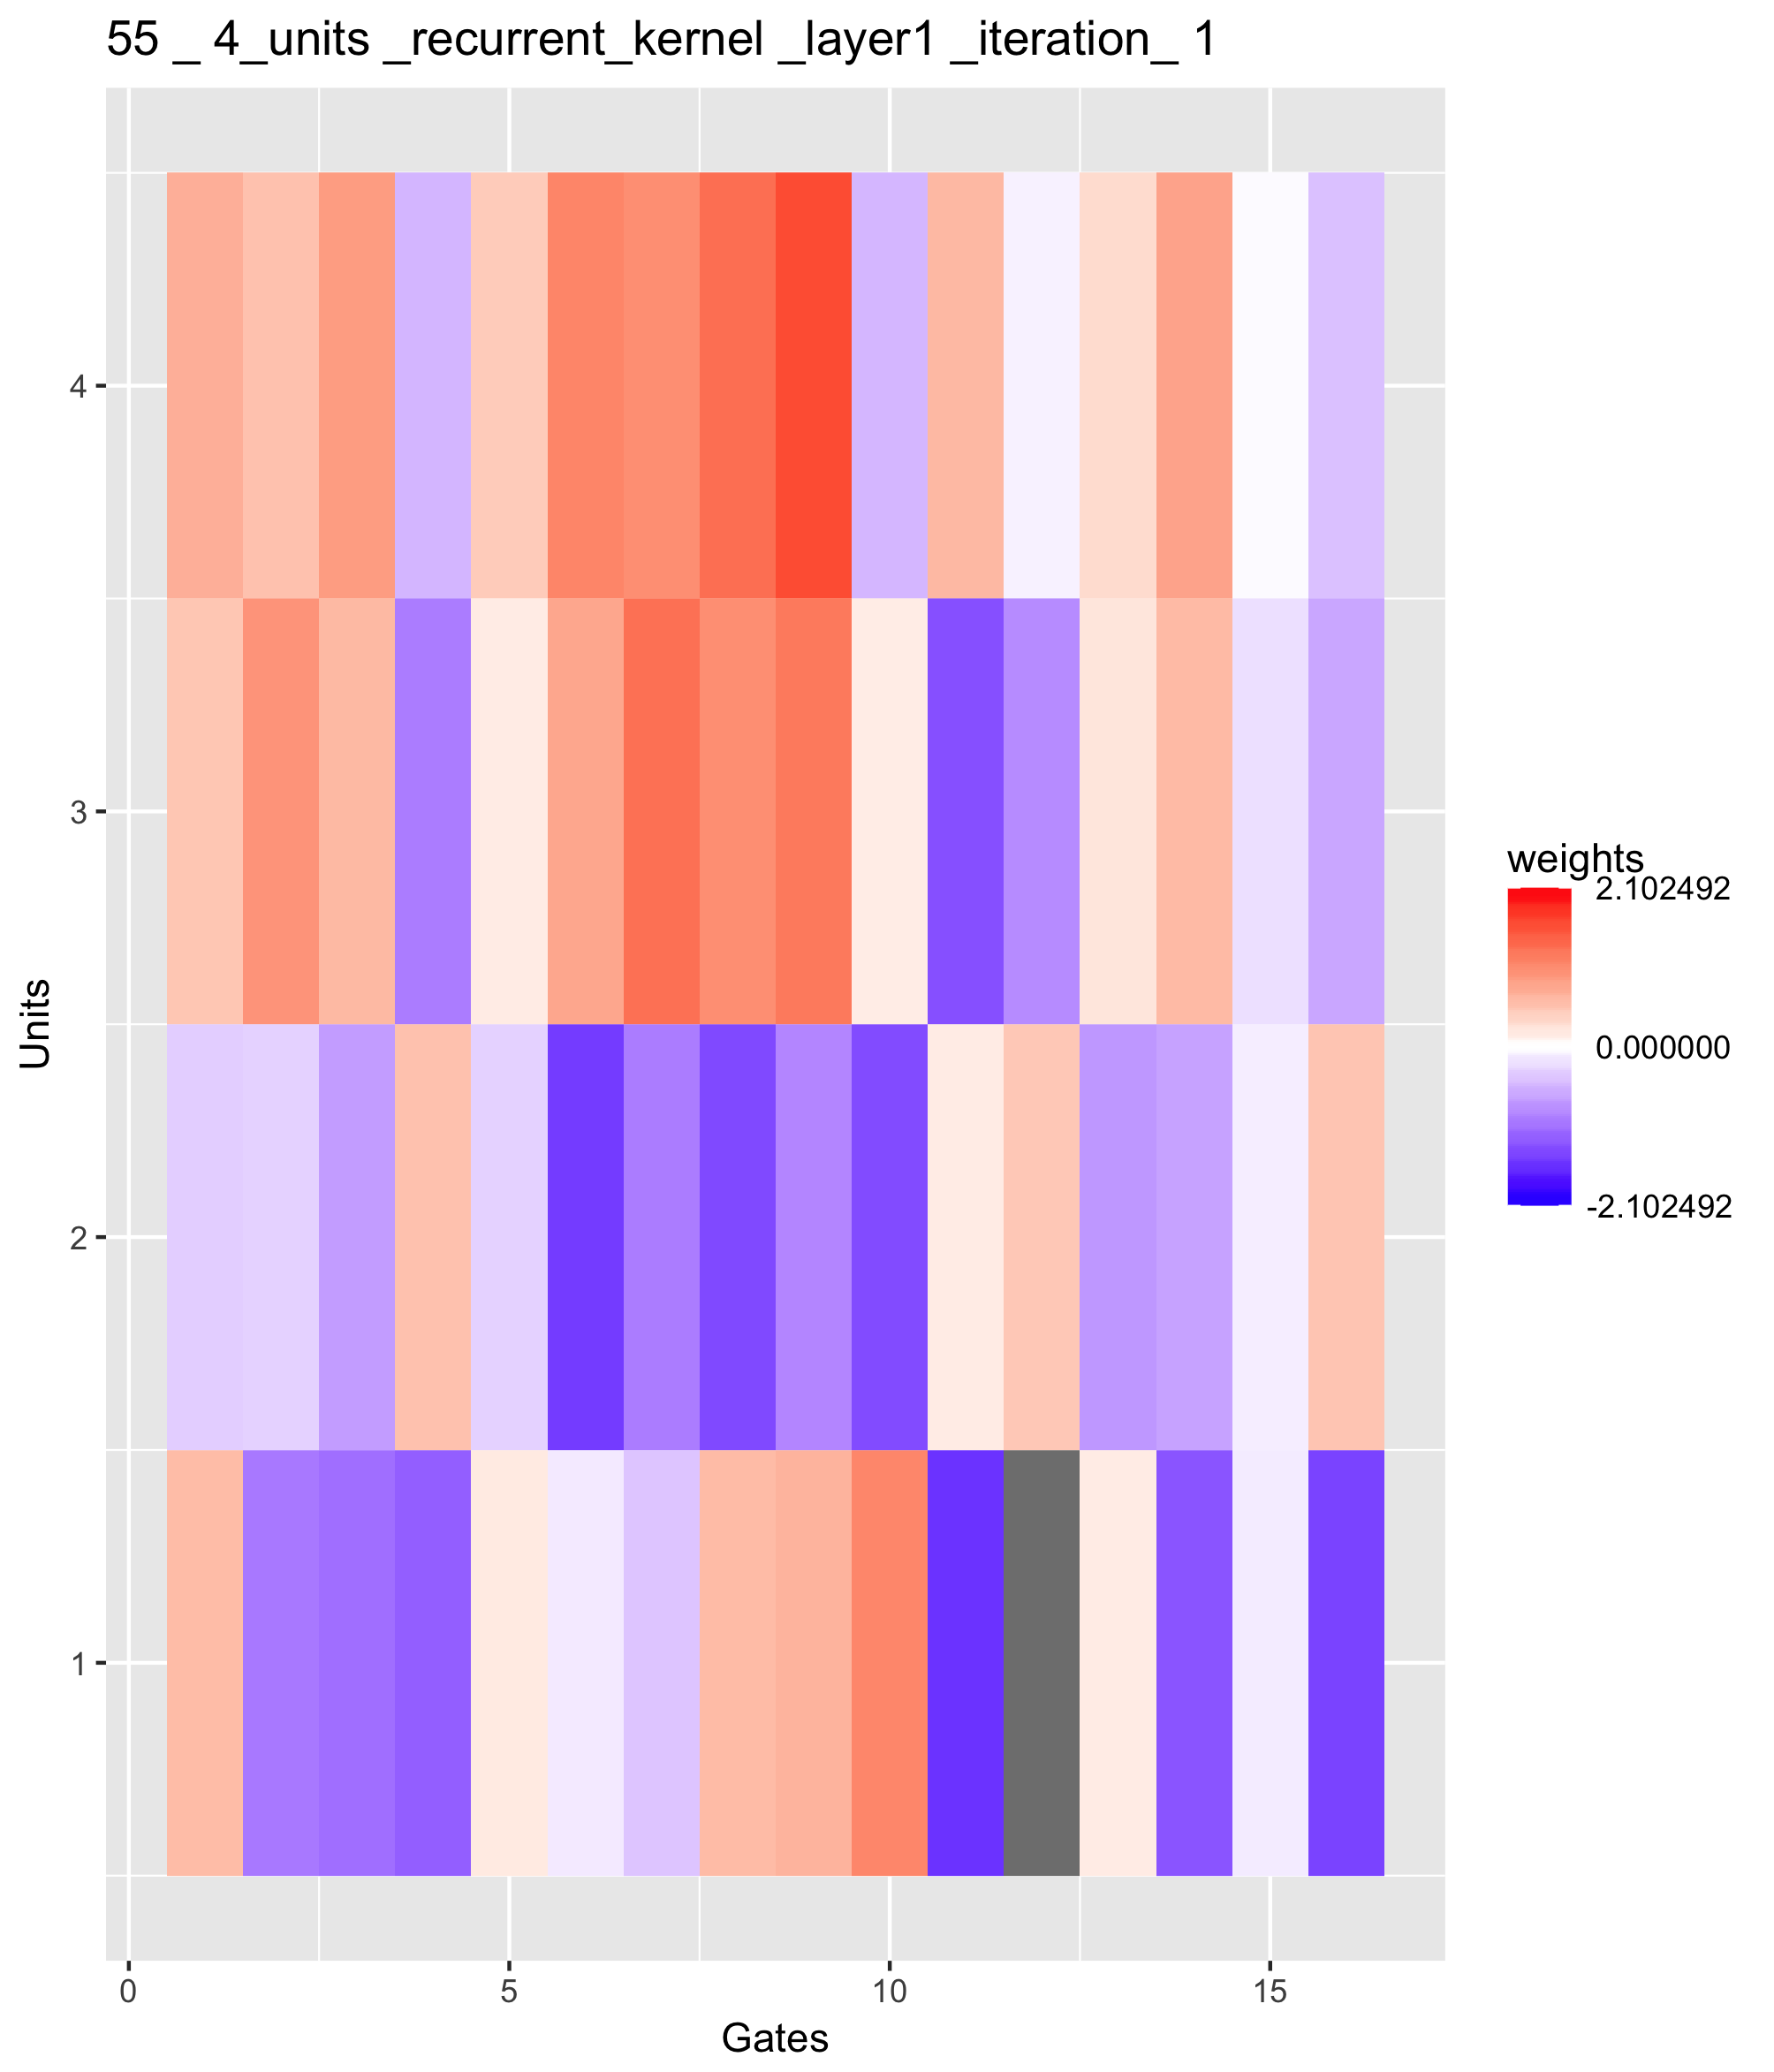 55 _ 4_units _recurrent_kernel _layer1 _iteration_ 1
4
3
2
1
Units
0 5 10 15
Gates
weights
2.102492
0.000000
-2.102492